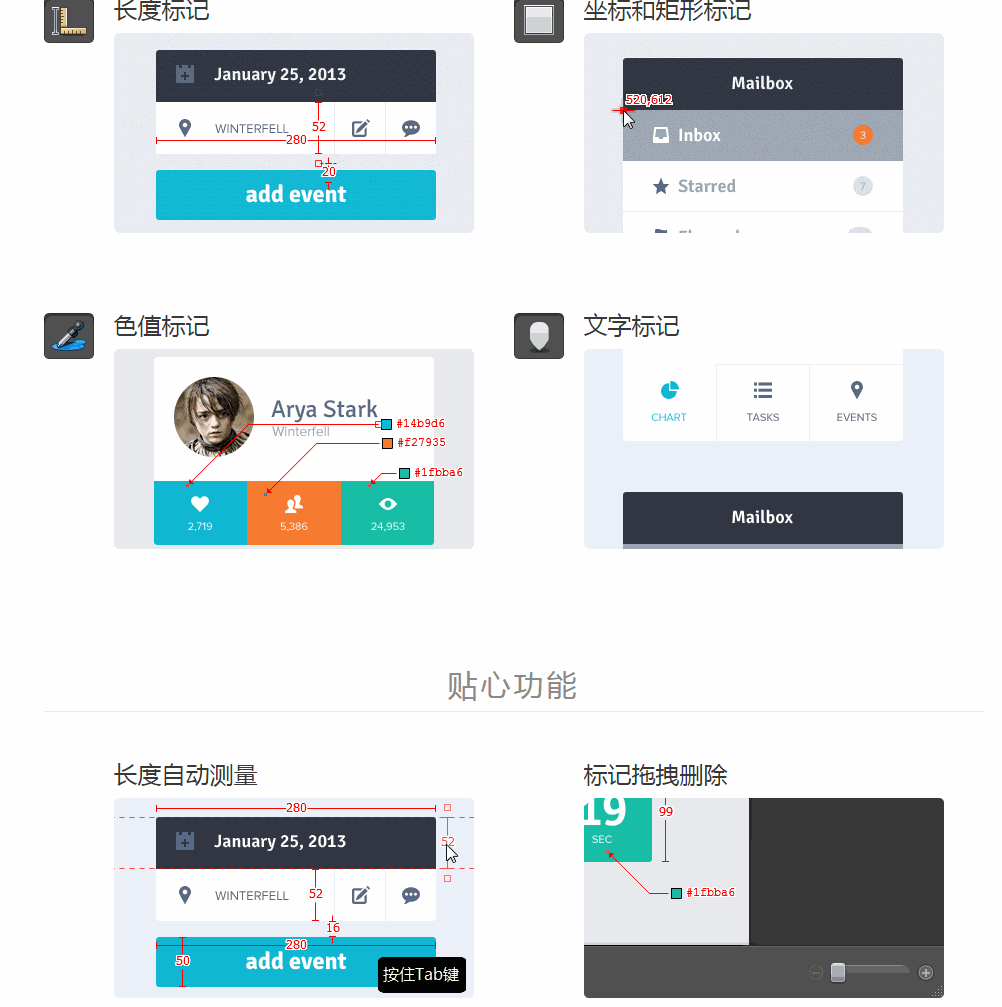 长度标记
坐标和矩形标记
January 25, 2013
WINTERFELL
52
280
20
add event
Mailbox
520,612
Inbox
3
Starred
7
色值标记
文字标记
Arya Stark
Winterfell
#14b9d6
#f27935
#1fbba6
2,719
5,386
24,953
CHART
TASKS
EVENTS
Mailbox
贴心功能
长度自动测量
标记拖拽删除
280
January 25, 2013
52
WINTERFELL
52
16
280
50
add event
按住Tab键
19
SEC
99
#1fbba6